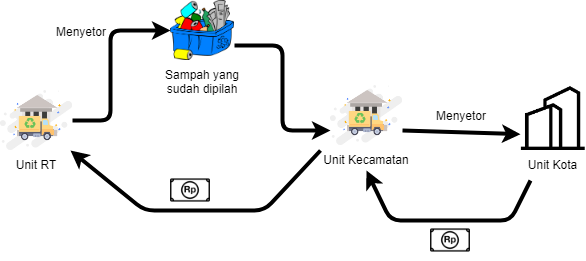 Menyetor
Sampah yang
sudah dipilah
Unit RT
Unit Kecamatan
Menyetor
Unit Kota
Rp
Rp